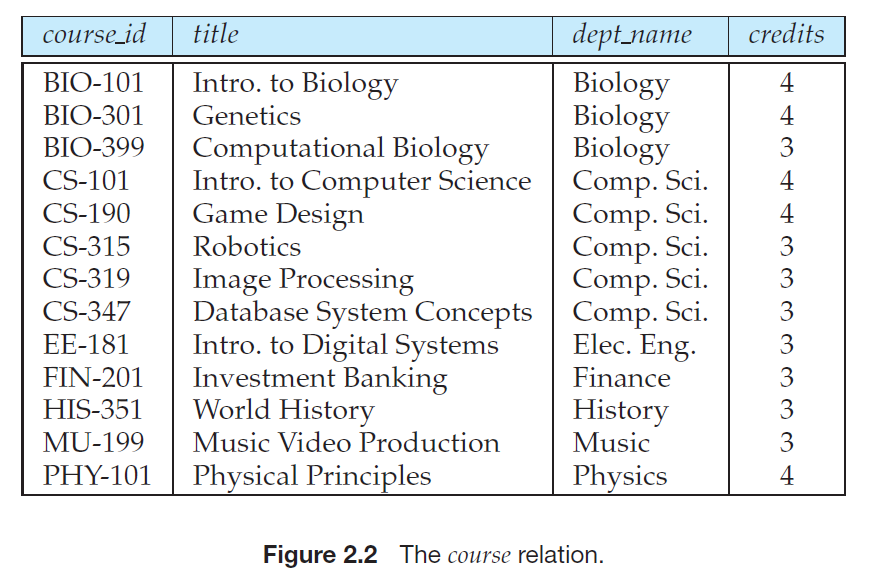 course_id title dept_name credits
BIO-101 Intro. to Biology Biology 4
BIO-301 Genetics Biology 4
BIO-399 Computational Biology Biology 3
CS-101 Intro. to Computer Science Comp. Sci. 4
CS-190 Game Design Comp. Sci. 4
CS-315 Robotics Comp. Sci. 3
CS-319 Image Processing Comp. Sci. 3
CS-347 Database System Concepts Comp. Sci. 3
EE-181 Intro. to Digital Systems Elec. Eng. 3
FIN-201 Investment Banking Finance 3
HIS-351 World History History 3
MU-199 Music Video Production Music 3
PHY-101 Physical Principles Physics 4
Figure 2.2 The course relation.